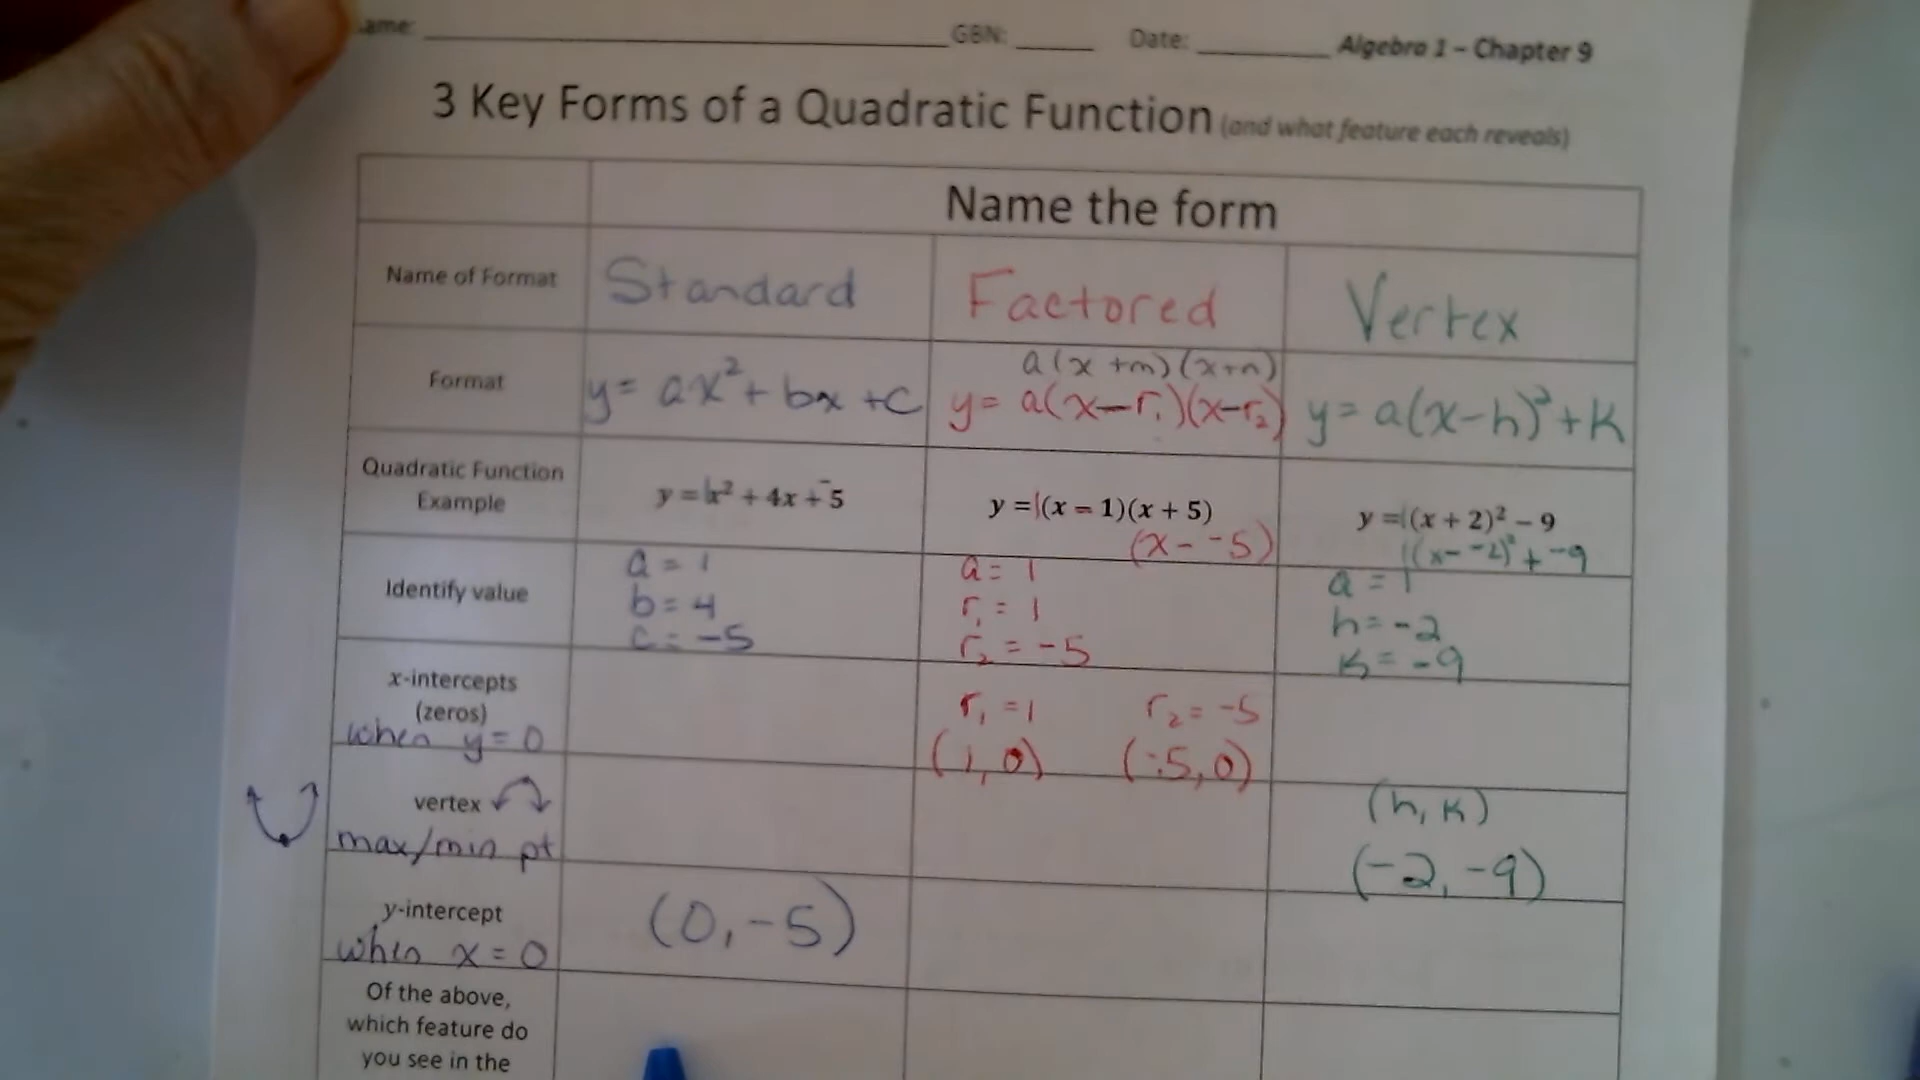 ame: GBN: Date: Algebra 1 – Chapter 9
3 Key Forms of a Quadratic Function (and what feature each reveals)
Name the form
Name of Format Standard Factored Vertex
a(x +m)(x+n)
Format y= ax²+ bx +c y= a(x-r₁)(x-r₂) y= a(x-h)²+k
Quadratic Function
Example y = 1x² + 4x + -5 y = 1(x - 1)(x + 5) y = 1(x + 2)² - 9
(x - -5) 1(x - -2)² + -9
a = 1 a = 1 a = 1
Identify value b = 4 r₁ = 1 h = -2
c = -5 r₂ = -5 k = -9
x-intercepts
(zeros) r₁ = 1 r₂ = -5
when y = 0 (1, 0) (-5, 0)
vertex (h, k)
max/min pt (-2, -9)
y-intercept (0, -5)
when x = 0
Of the above,
which feature do
you see in the